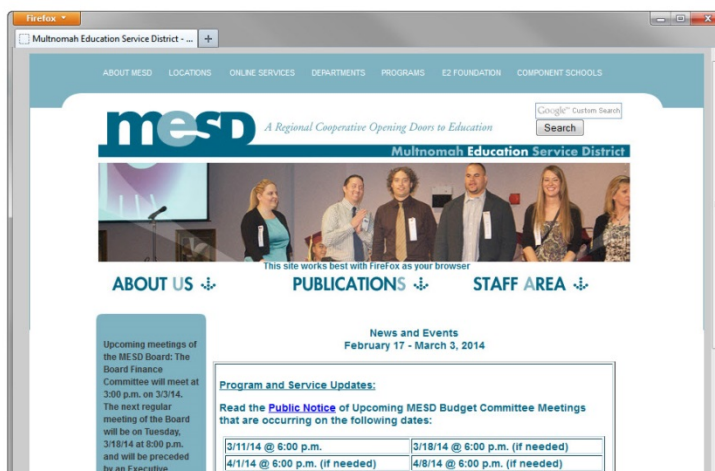 Firefox
Multnomah Education Service District - ...
ABOUT MESD LOCATIONS ONLINE SERVICES DEPARTMENTS PROGRAMS E2 FOUNDATION COMPONENT SCHOOLS
Google™ Custom Search
mesd A Regional Cooperative Opening Doors to Education Search
Multnomah Education Service District
This site works best with FireFox as your browser
ABOUT US PUBLICATIONS STAFF AREA
Upcoming meetings of
the MESD Board: The
Board Finance
Committee will meet at
3:00 p.m. on 3/3/14.
The next regular
meeting of the Board
will be on Tuesday,
3/18/14 at 8:00 p.m.
and will be preceded
by an Executive
News and Events
February 17 - March 3, 2014
Program and Service Updates:
Read the Public Notice of Upcoming MESD Budget Committee Meetings
that are occurring on the following dates:
3/11/14 @ 6:00 p.m. 3/18/14 @ 6:00 p.m. (if needed)
4/1/14 @ 6:00 p.m. (if needed) 4/8/14 @ 6:00 p.m. (if needed)